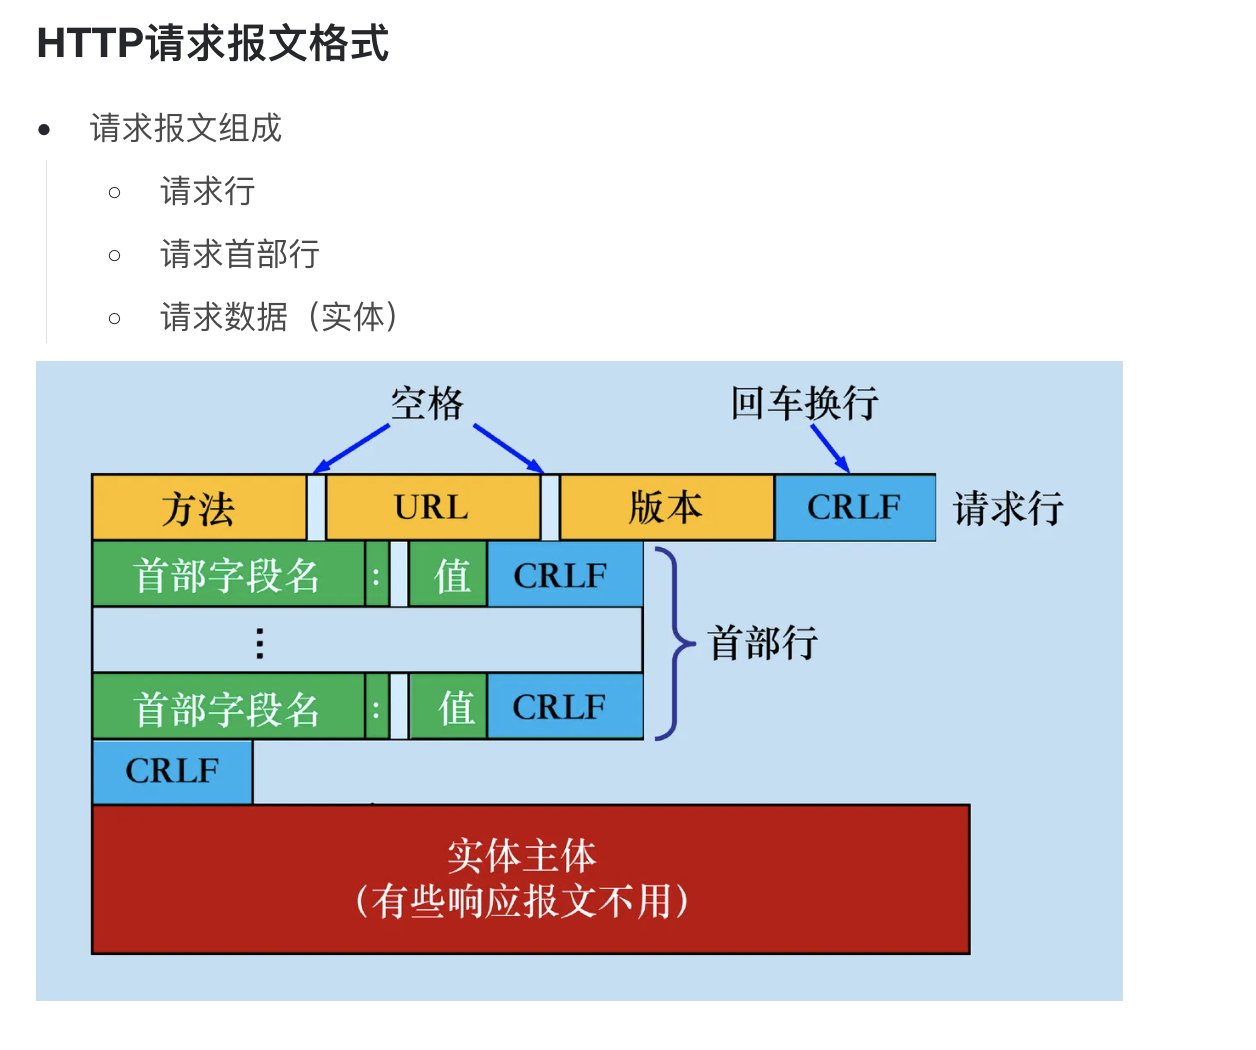 HTTP请求报文格式
请求报文组成
请求行
请求首部行
请求数据（实体）
空格 回车换行
方法 URL 版本 CRLF 请求行
首部字段名 : 值 CRLF
⋮ 首部行
首部字段名 : 值 CRLF
CRLF
实体主体
（有些响应报文不用）